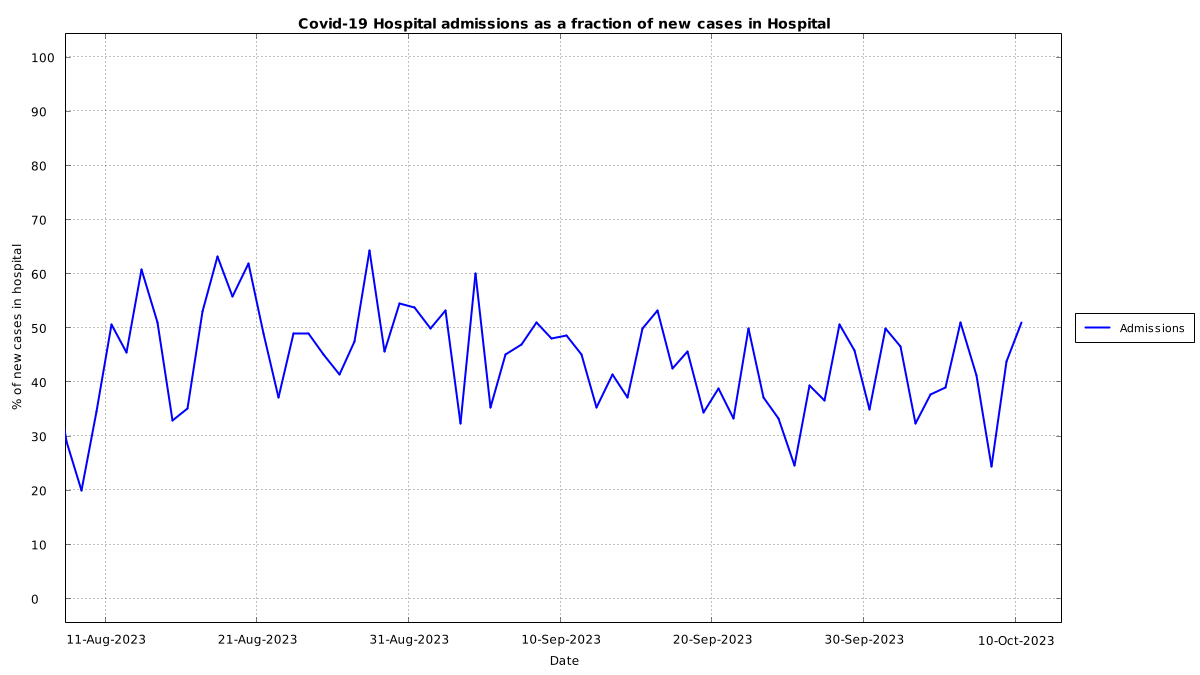 Covid-19 Hospital admissions as a fraction of new cases in Hospital
100
90
80
70
60
50
40
30
20
10
0
% of new cases in hospital
Admissions
11-Aug-2023 21-Aug-2023 31-Aug-2023 10-Sep-2023 20-Sep-2023 30-Sep-2023 10-Oct-2023
Date